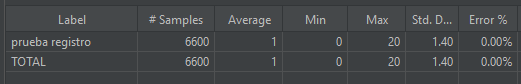 Label # Samples Average Min Max Std. D... Error %
prueba registro 6600 1 0 20 1.40 0.00%
TOTAL 6600 1 0 20 1.40 0.00%